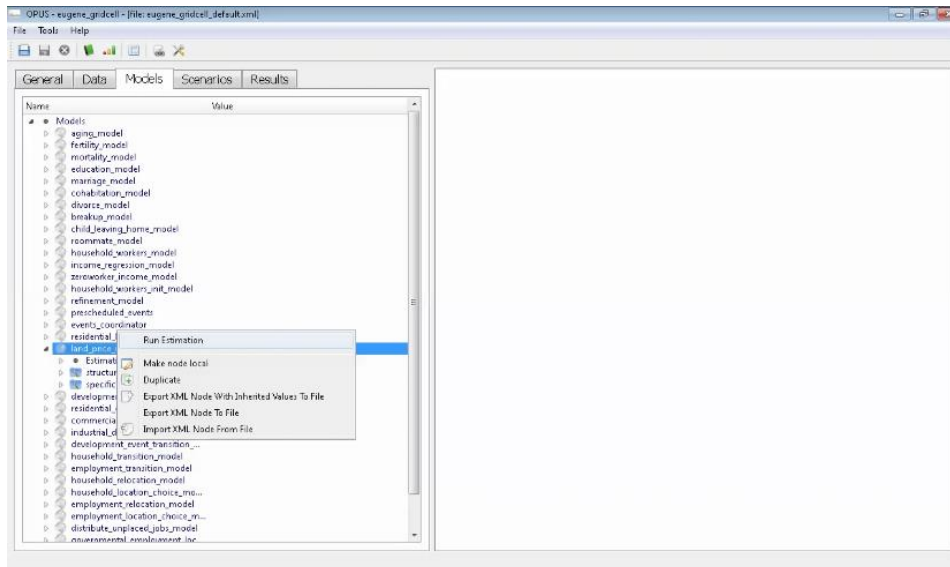 OPUS - eugene_gridcell - [file: eugene_gridcell_default.xml]
File Tools Help
General Data Models Scenarios Results
Name Value
Models
aging_model
fertility_model
mortality_model
education_model
marriage_model
cohabitation_model
divorce_model
breakup_model
child_leaving_home_model
roommate_model
household_workers_model
income_regression_model
zeroworker_income_model
household_workers_init_model
refinement_model
prescheduled_events
events_coordinator
residential_
Run Estimation
land_price_
Estimati
Make node local
structur
Duplicate
specific
Export XML Node With Inherited Values To File
developme
residential_
Export XML Node To File
commercia
industrial_d
Import XML Node From File
development_event_transition_...
household_transition_model
employment_transition_model
household_relocation_model
household_location_choice_mo...
employment_relocation_model
employment_location_choice_m...
distribute_unplaced_jobs_model
governmental_employment_loc